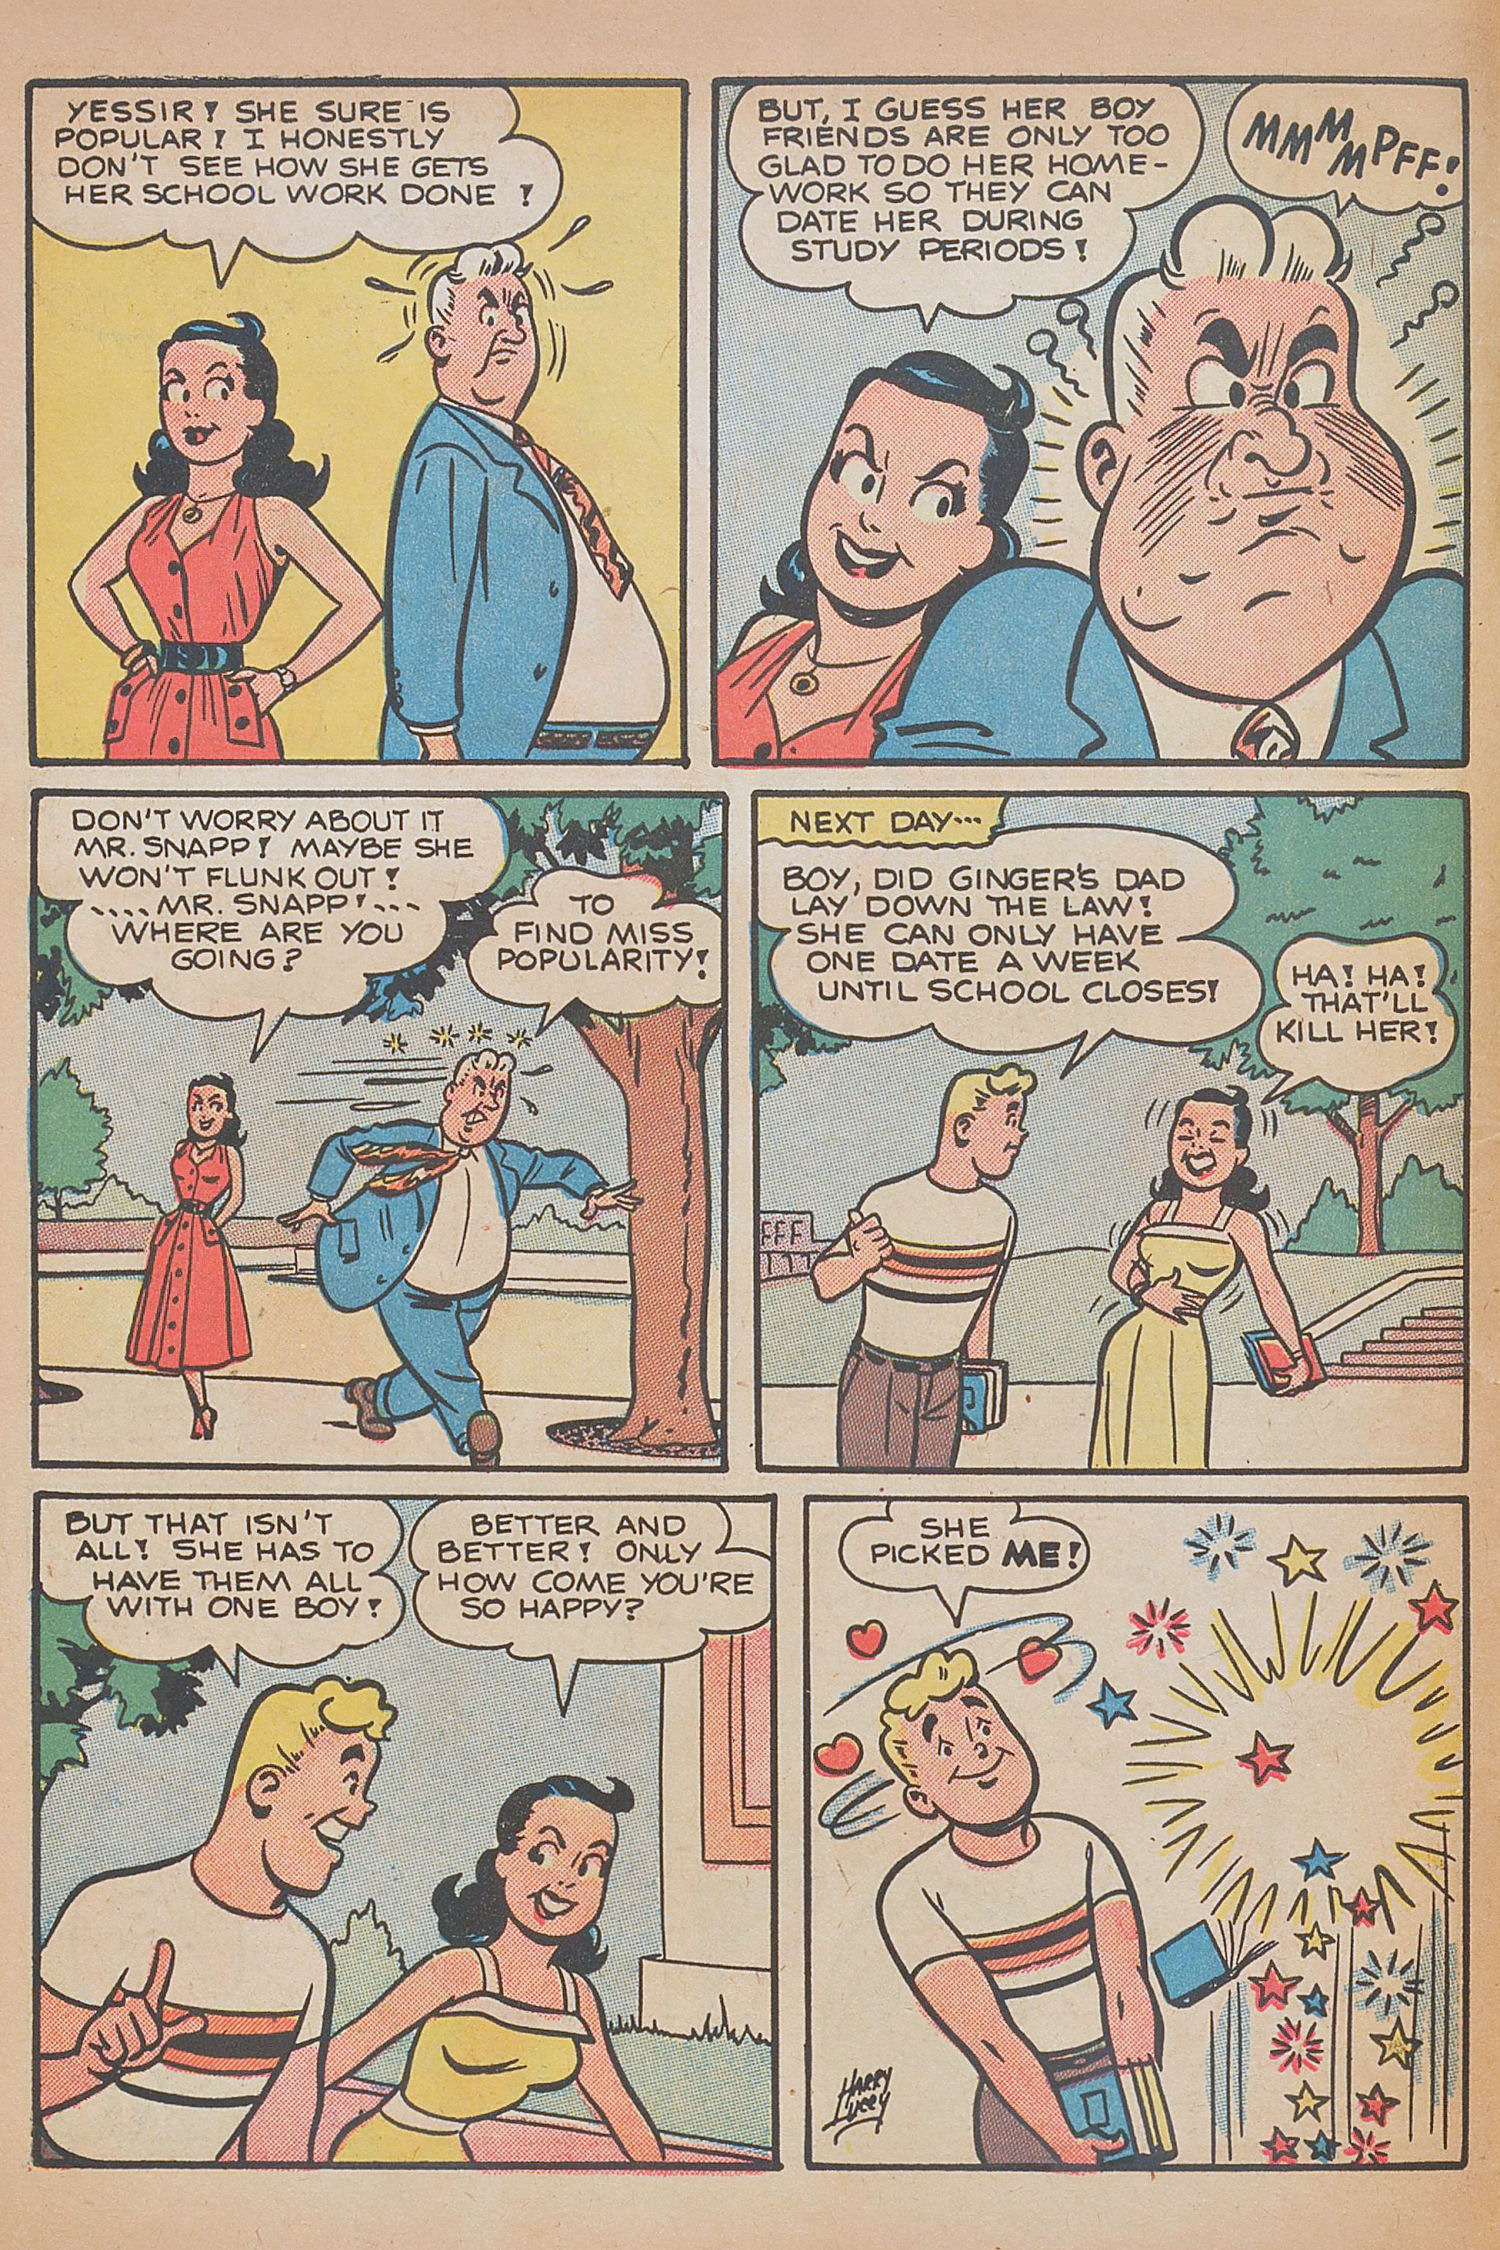 YESSIR! SHE SURE IS
POPULAR! I HONESTLY
DON'T SEE HOW SHE GETS
HER SCHOOL WORK DONE!
BUT, I GUESS HER BOY
FRIENDS ARE ONLY TOO
GLAD TO DO HER HOME-
WORK SO THEY CAN
DATE HER DURING
STUDY PERIODS!
MMMMPFF!
DON'T WORRY ABOUT IT
MR. SNAPP! MAYBE SHE
WON'T FLUNK OUT!
....MR. SNAPP!...
WHERE ARE YOU
GOING?
TO
FIND MISS
POPULARITY!
NEXT DAY...
BOY, DID GINGER'S DAD
LAY DOWN THE LAW!
SHE CAN ONLY HAVE
ONE DATE A WEEK
UNTIL SCHOOL CLOSES!
HA! HA!
THAT'LL
KILL HER!
BUT THAT ISN'T
ALL! SHE HAS TO
HAVE THEM ALL
WITH ONE BOY!
BETTER AND
BETTER! ONLY
HOW COME YOU'RE
SO HAPPY?
SHE
PICKED ME!
HARRY
LUCEY